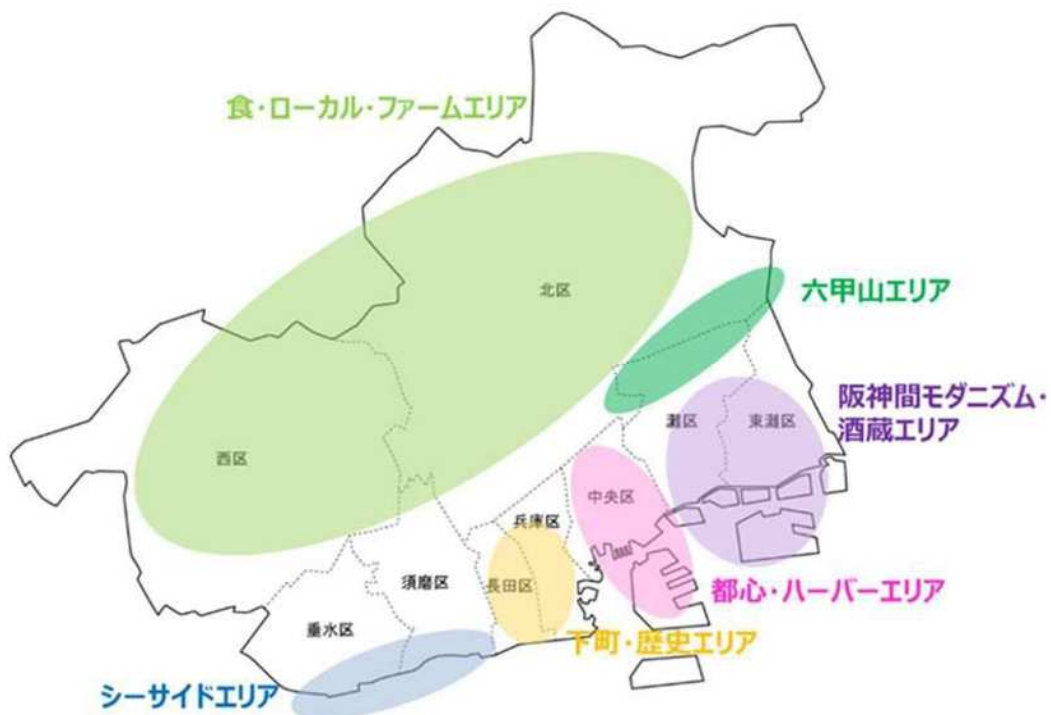 食・ローカル・ファームエリア
北区
六甲山エリア
阪神間モダニズム・
酒蔵エリア
灘区
東灘区
西区
中央区
兵庫区
須磨区
長田区
都心・ハーバーエリア
垂水区
下町・歴史エリア
シーサイドエリア